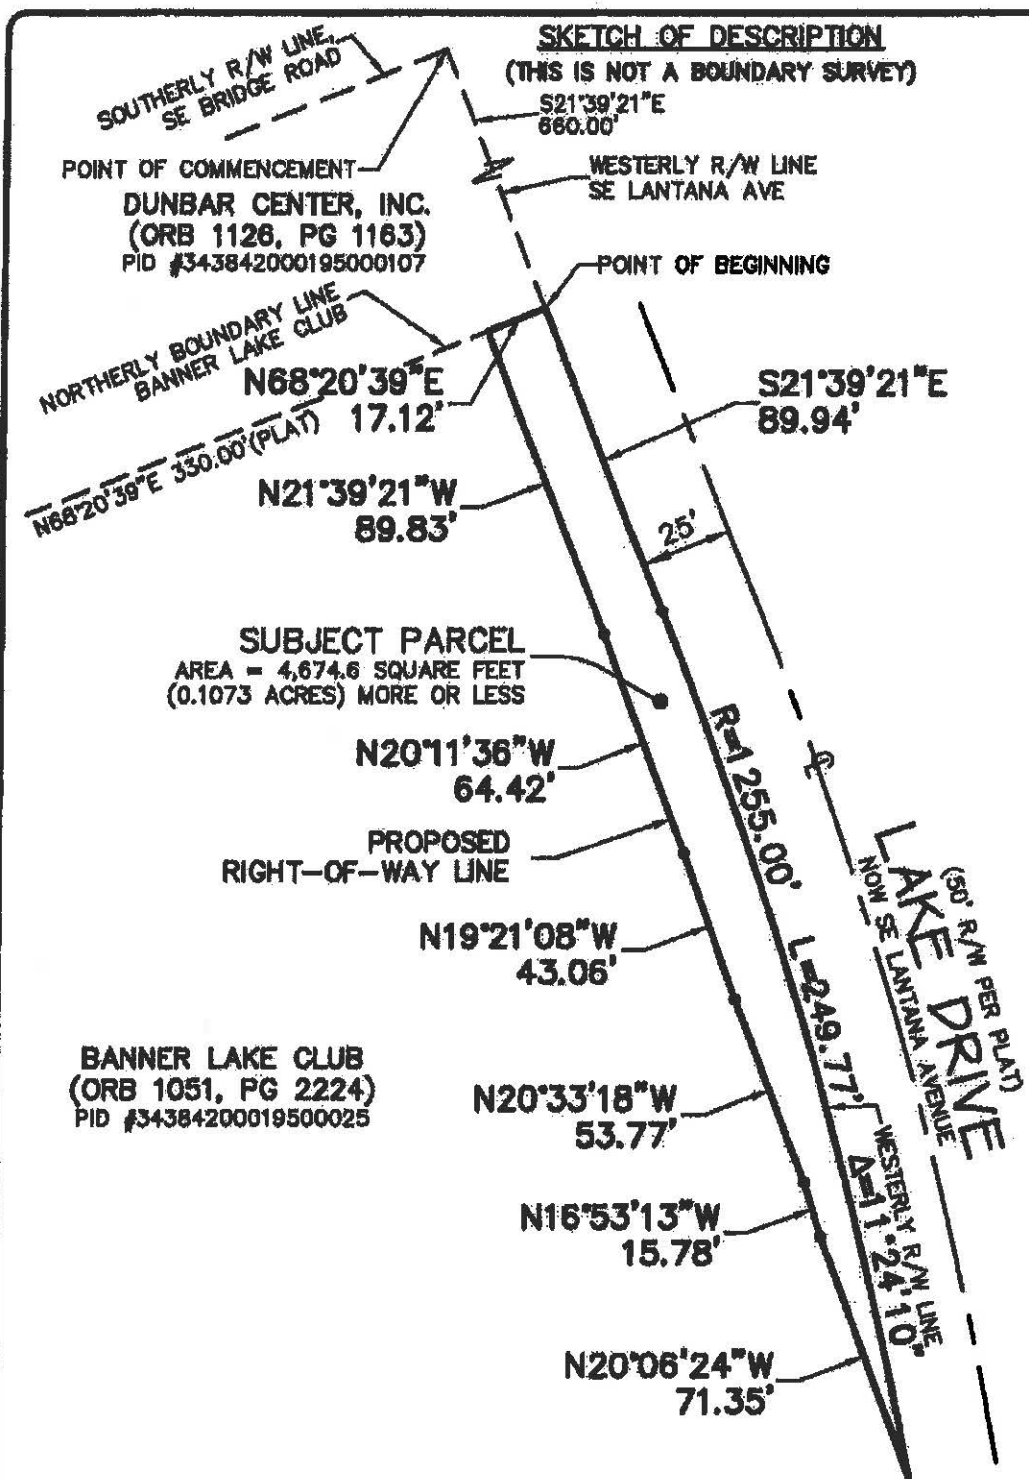 SKETCH OF DESCRIPTION
(THIS IS NOT A BOUNDARY SURVEY)
SOUTHERLY R/W LINE,
SE BRIDGE ROAD
S21°39'21"E
660.00'
POINT OF COMMENCEMENT
WESTERLY R/W LINE
SE LANTANA AVE
DUNBAR CENTER, INC.
(ORB 1126, PG 1163)
PID #343842000195000107
POINT OF BEGINNING
NORTHERLY BOUNDARY LINE
BANNER LAKE CLUB
N68°20'39"E
17.12'
S21°39'21"E
89.94'
N68°20'39"E 330.00'(PLAT)
N21°39'21"W
89.83'
25'
SUBJECT PARCEL
AREA = 4,674.6 SQUARE FEET
(0.1073 ACRES) MORE OR LESS
N20°11'36"W
64.42'
R=1255.00'
PROPOSED
RIGHT-OF-WAY LINE
LAKE DRIVE
(50' R/W PER PLAT)
NOW SE LANTANA AVENUE
N19°21'08"W
43.06'
L=249.77'
BANNER LAKE CLUB
(ORB 1051, PG 2224)
PID #34384200019500025
N20°33'18"W
53.77'
WESTERLY R/W LINE
Δ=11°24'10"
N16°53'13"W
15.78'
N20°06'24"W
71.35'